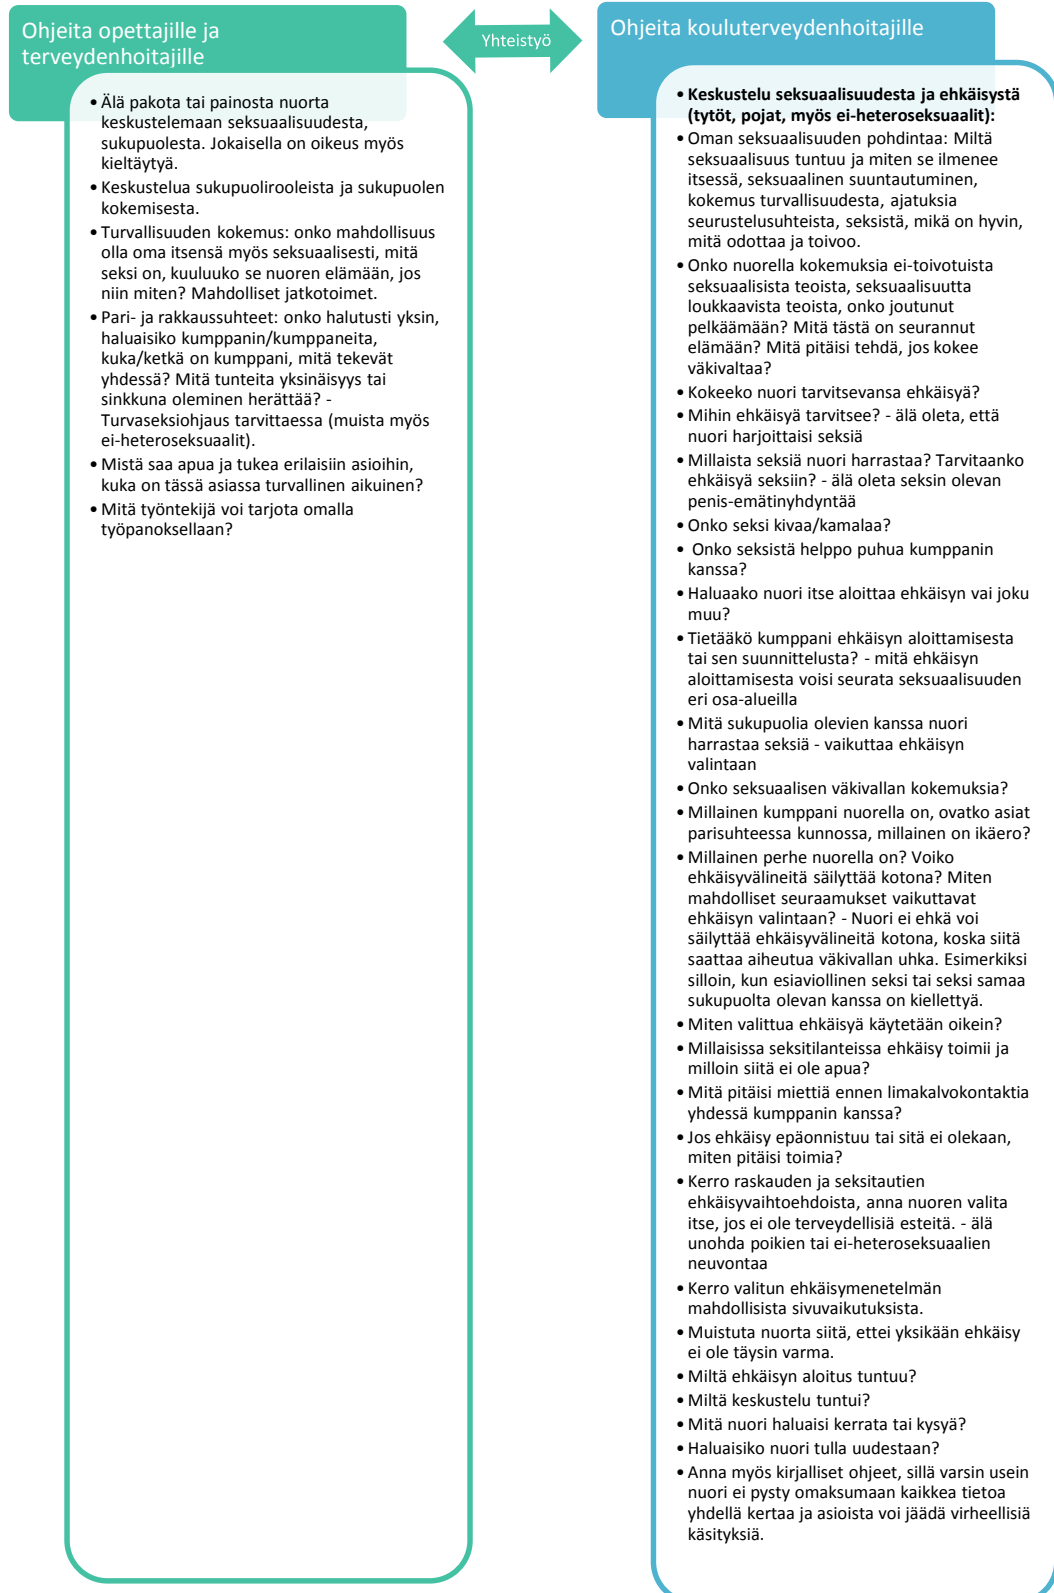 Ohjeita opettajille ja
terveydenhoitajille
• Älä pakota tai painosta nuorta
keskustelemaan seksuaalisuudesta,
sukupuolesta. Jokaisella on oikeus myös
kieltäytyä.
• Keskustelua sukupuolirooleista ja sukupuolen
kokemisesta.
• Turvallisuuden kokemus: onko mahdollisuus
olla oma itsensä myös seksuaalisesti, mitä
seksi on, kuuluuko se nuoren elämään, jos
niin miten? Mahdolliset jatkotoimet.
• Pari- ja rakkaussuhteet: onko halutusti yksin,
haluaisiko kumppanin/kumppaneita,
kuka/ketkä on kumppani, mitä tekevät
yhdessä? Mitä tunteita yksinäisyys tai
sinkkuna oleminen herättää? -
Turvaseksiohjaus tarvittaessa (muista myös
ei-heteroseksuaalit).
• Mistä saa apua ja tukea erilaisiin asioihin,
kuka on tässä asiassa turvallinen aikuinen?
• Mitä työntekijä voi tarjota omalla
työpanoksellaan?
Yhteistyö
Ohjeita kouluterveydenhoitajille
• Keskustelu seksuaalisuudesta ja ehkäisystä
(tytöt, pojat, myös ei-heteroseksuaalit):
• Oman seksuaalisuuden pohdintaa: Miltä
seksuaalisuus tuntuu ja miten se ilmenee
itsessä, seksuaalinen suuntautuminen,
kokemus turvallisuudesta, ajatuksia
seurustelusuhteista, seksistä, mikä on hyvin,
mitä odottaa ja toivoo.
• Onko nuorella kokemuksia ei-toivotuista
seksuaalisista teoista, seksuaalisuutta
loukkaavista teoista, onko joutunut
pelkäämään? Mitä tästä on seurannut
elämään? Mitä pitäisi tehdä, jos kokee
väkivaltaa?
• Kokeeko nuori tarvitsevansa ehkäisyä?
• Mihin ehkäisyä tarvitsee? - älä oleta, että
nuori harjoittaisi seksiä
• Millaista seksiä nuori harrastaa? Tarvitaanko
ehkäisyä seksiin? - älä oleta seksin olevan
penis-emätinyhdyntää
• Onko seksi kivaa/kamalaa?
• Onko seksistä helppo puhua kumppanin
kanssa?
• Haluaako nuori itse aloittaa ehkäisyn vai joku
muu?
• Tietääkö kumppani ehkäisyn aloittamisesta
tai sen suunnittelusta? - mitä ehkäisyn
aloittamisesta voisi seurata seksuaalisuuden
eri osa-alueilla
• Mitä sukupuolia olevien kanssa nuori
harrastaa seksiä - vaikuttaa ehkäisyn
valintaan
• Onko seksuaalisen väkivallan kokemuksia?
• Millainen kumppani nuorella on, ovatko asiat
parisuhteessa kunnossa, millainen on ikäero?
• Millainen perhe nuorella on? Voiko
ehkäisyvälineitä säilyttää kotona? Miten
mahdolliset seuraamukset vaikuttavat
ehkäisyn valintaan? - Nuori ei ehkä voi
säilyttää ehkäisyvälineitä kotona, koska siitä
saattaa aiheutua väkivallan uhka. Esimerkiksi
silloin, kun esiaviollinen seksi tai seksi samaa
sukupuolta olevan kanssa on kiellettyä.
• Miten valittua ehkäisyä käytetään oikein?
• Millaisissa seksitilanteissa ehkäisy toimii ja
milloin siitä ei ole apua?
• Mitä pitäisi miettiä ennen limakalvokontaktia
yhdessä kumppanin kanssa?
• Jos ehkäisy epäonnistuu tai sitä ei olekaan,
miten pitäisi toimia?
• Kerro raskauden ja seksitautien
ehkäisyvaihtoehdoista, anna nuoren valita
itse, jos ei ole terveydellisiä esteitä. - älä
unohda poikien tai ei-heteroseksuaalien
neuvontaa
• Kerro valitun ehkäisymenetelmän
mahdollisista sivuvaikutuksista.
• Muistuta nuorta siitä, ettei yksikään ehkäisy
ei ole täysin varma.
• Miltä ehkäisyn aloitus tuntuu?
• Miltä keskustelu tuntui?
• Mitä nuori haluaisi kerrata tai kysyä?
• Haluaisiko nuori tulla uudestaan?
• Anna myös kirjalliset ohjeet, sillä varsin usein
nuori ei pysty omaksumaan kaikkea tietoa
yhdellä kertaa ja asioista voi jäädä virheellisiä
käsityksiä.